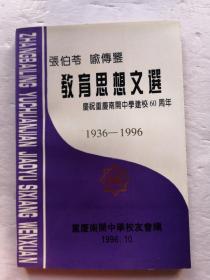 張伯苓 喻傳鑒
教育思想文選
慶祝重慶南開中學建校60周年
1936—1996
重慶南開中學校友會編
1996.10
ZHANGBAILING YUCHUANJIAN JIAOYU SIXIANG WENXUAN